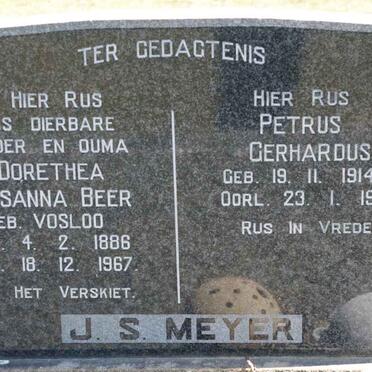 TER GEDAGTENIS
HIER RUS
DIERBARE
EN OUMA
DORETHEA
BEER
VOSLOO
4. 2. 1886
18. 12. 1967.
HET VERSKIET.
HIER RUS
PETRUS
GERHARDUS
GEB. 19. 11. 1914
OORL. 23. 1.
RUS IN VREDE
J. S. MEYER